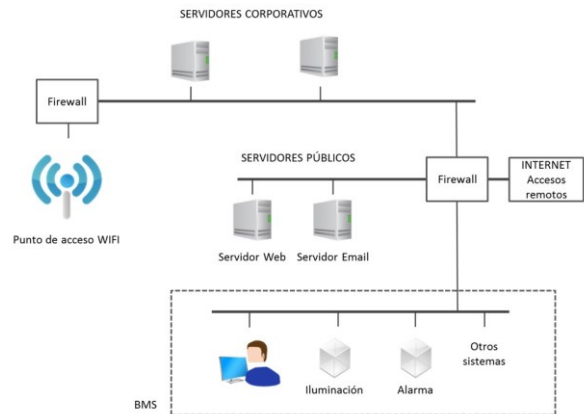 SERVIDORES CORPORATIVOS
Firewall
Punto de acceso WIFI
SERVIDORES PÚBLICOS
Firewall
INTERNET
Accesos
remotos
Servidor Web
Servidor Email
Iluminación
Alarma
Otros
sistemas
BMS